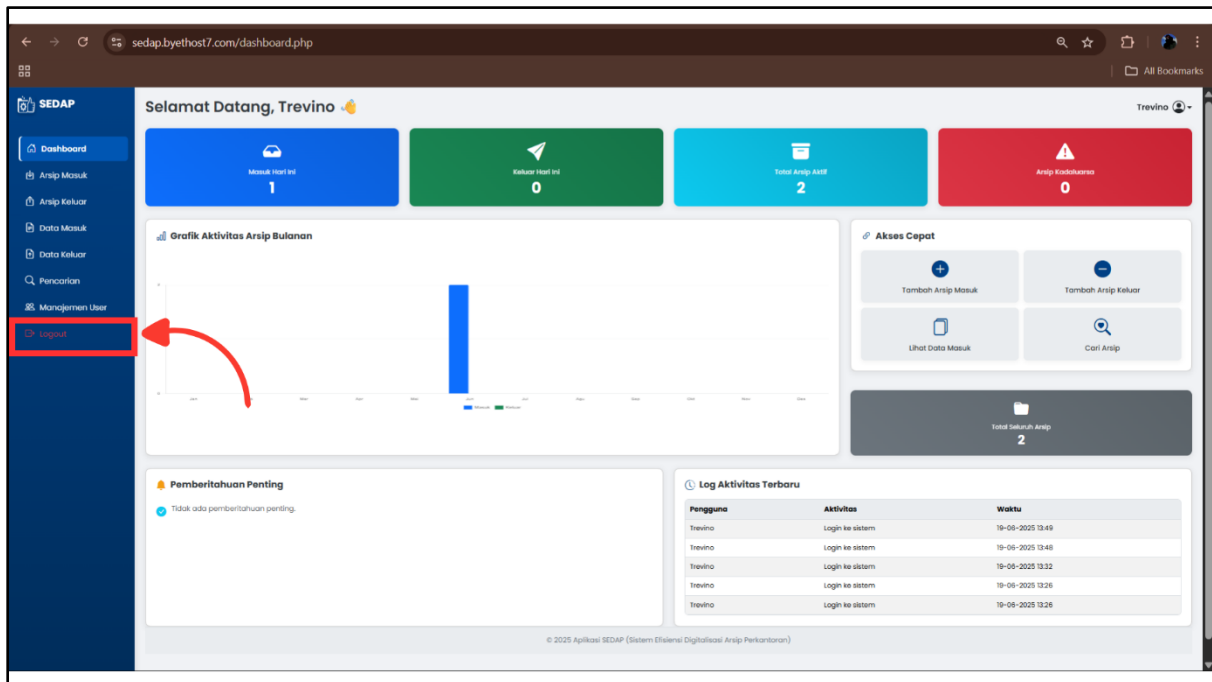 sedap.byethost7.com/dashboard.php
All Bookmarks
SEDAP
Selamat Datang, Trevino
Trevino
Dashboard
Arsip Masuk
Arsip Keluar
Data Masuk
Data Keluar
Pencarian
Manajemen User
Logout
Masuk Hari Ini
1
Keluar Hari Ini
0
Total Arsip Aktif
2
Arsip Kadaluarsa
0
Grafik Aktivitas Arsip Bulanan
Masuk Keluar
Akses Cepat
Tambah Arsip Masuk
Tambah Arsip Keluar
Lihat Data Masuk
Cari Arsip
Total Seluruh Arsip
2
Pemberitahuan Penting
Tidak ada pemberitahuan penting.
Log Aktivitas Terbaru
Pengguna Aktivitas Waktu
Trevino Login ke sistem 19-06-2025 13:49
Trevino Login ke sistem 19-06-2025 13:48
Trevino Login ke sistem 19-06-2025 13:32
Trevino Login ke sistem 19-06-2025 13:26
Trevino Login ke sistem 19-06-2025 13:26
© 2025 Aplikasi SEDAP (Sistem Efisiensi Digitalisasi Arsip Perkantoran)